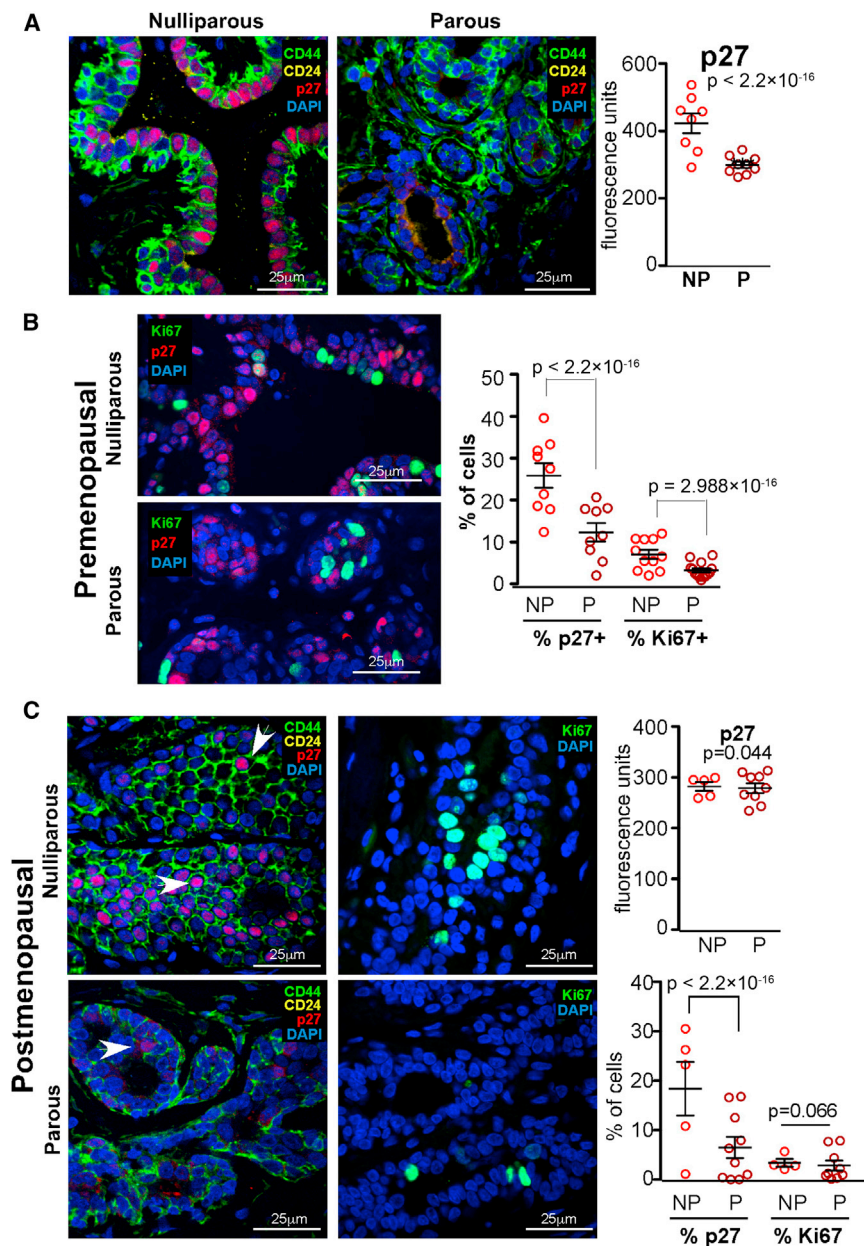 A
Nulliparous
Parous
CD44
CD24
p27
DAPI
25μm
CD44
CD24
p27
DAPI
25μm
p27
p < 2.2×10-16
fluorescence units
600
400
200
0
NP P
B
Premenopausal
Nulliparous
Parous
Ki67
p27
DAPI
25μm
Ki67
p27
DAPI
25μm
p < 2.2×10-16
p = 2.988×10-16
% of cells
50
40
30
20
10
0
NP P NP P
% p27+ % Ki67+
C
Postmenopausal
Nulliparous
Parous
CD44
CD24
p27
DAPI
25μm
Ki67
DAPI
25μm
p27
p=0.044
fluorescence units
400
300
200
100
0
NP P
CD44
CD24
p27
DAPI
25μm
Ki67
DAPI
25μm
p < 2.2×10-16
p=0.066
% of cells
40
30
20
10
0
NP P NP P
% p27 % Ki67